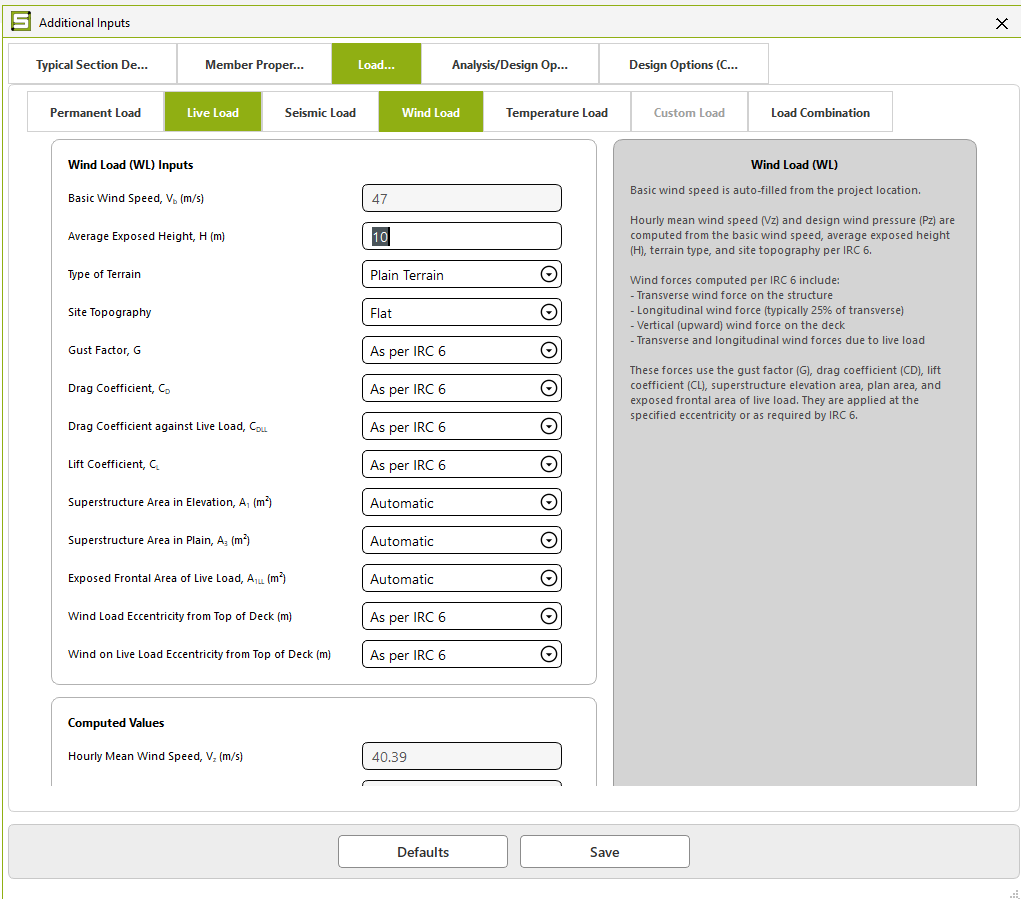 Additional Inputs
Typical Section De... Member Proper... Load... Analysis/Design Op... Design Options (C...
Permanent Load Live Load Seismic Load Wind Load Temperature Load Custom Load Load Combination
Wind Load (WL) Inputs
Basic Wind Speed, Vb (m/s) 47
Average Exposed Height, H (m) 10
Type of Terrain Plain Terrain
Site Topography Flat
Gust Factor, G As per IRC 6
Drag Coefficient, CD As per IRC 6
Drag Coefficient against Live Load, CDLL As per IRC 6
Lift Coefficient, CL As per IRC 6
Superstructure Area in Elevation, A1 (m²) Automatic
Superstructure Area in Plain, A3 (m²) Automatic
Exposed Frontal Area of Live Load, A1LL (m²) Automatic
Wind Load Eccentricity from Top of Deck (m) As per IRC 6
Wind on Live Load Eccentricity from Top of Deck (m) As per IRC 6
Computed Values
Hourly Mean Wind Speed, Vz (m/s) 40.39
Wind Load (WL)
Basic wind speed is auto-filled from the project location.
Hourly mean wind speed (Vz) and design wind pressure (Pz) are
computed from the basic wind speed, average exposed height
(H), terrain type, and site topography per IRC 6.
Wind forces computed per IRC 6 include:
- Transverse wind force on the structure
- Longitudinal wind force (typically 25% of transverse)
- Vertical (upward) wind force on the deck
- Transverse and longitudinal wind forces due to live load
These forces use the gust factor (G), drag coefficient (CD), lift
coefficient (CL), superstructure elevation area, plan area, and
exposed frontal area of live load. They are applied at the
specified eccentricity or as required by IRC 6.
Defaults Save